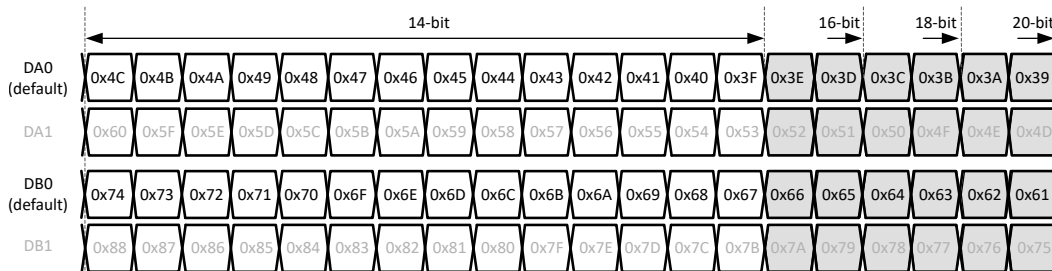 14-bit 16-bit 18-bit 20-bit
DA0 (default) 0x4C 0x4B 0x4A 0x49 0x48 0x47 0x46 0x45 0x44 0x43 0x42 0x41 0x40 0x3F 0x3E 0x3D 0x3C 0x3B 0x3A 0x39
DA1 0x60 0x5F 0x5E 0x5D 0x5C 0x5B 0x5A 0x59 0x58 0x57 0x56 0x55 0x54 0x53 0x52 0x51 0x50 0x4F 0x4E 0x4D
DB0 (default) 0x74 0x73 0x72 0x71 0x70 0x6F 0x6E 0x6D 0x6C 0x6B 0x6A 0x69 0x68 0x67 0x66 0x65 0x64 0x63 0x62 0x61
DB1 0x88 0x87 0x86 0x85 0x84 0x83 0x82 0x81 0x80 0x7F 0x7E 0x7D 0x7C 0x7B 0x7A 0x79 0x78 0x77 0x76 0x75